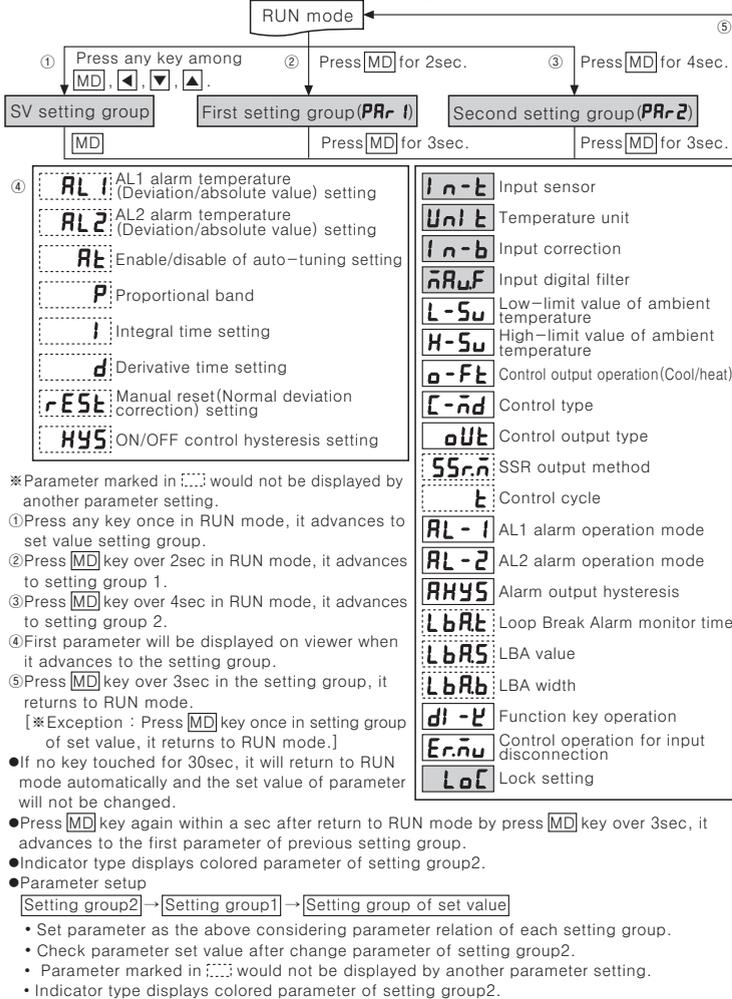 RUN mode
⑤
① Press any key among
MD, ◀, ▼, ▲.
② Press MD for 2sec.
③ Press MD for 4sec.
SV setting group
First setting group(PAr 1)
Second setting group(PAr2)
MD
Press MD for 3sec.
Press MD for 3sec.
④
AL1 AL1 alarm temperature
(Deviation/absolute value) setting
AL2 AL2 alarm temperature
(Deviation/absolute value) setting
At Enable/disable of auto-tuning setting
P Proportional band
I Integral time setting
d Derivative time setting
rESt Manual reset(Normal deviation
correction) setting
HYS ON/OFF control hysteresis setting
In-t Input sensor
UnIt Temperature unit
In-b Input correction
mAu.F Input digital filter
L-Su Low-limit value of ambient
temperature
H-Su High-limit value of ambient
temperature
o-Ft Control output operation(Cool/heat)
C-md Control type
oUt Control output type
SSr.m SSR output method
t Control cycle
AL-1 AL1 alarm operation mode
AL-2 AL2 alarm operation mode
AHYS Alarm output hysteresis
LbA.t Loop Break Alarm monitor time
LbA.S LBA value
LbA.b LBA width
dI-K Function key operation
Er.mu Control operation for input
disconnection
LoC Lock setting
※Parameter marked in would not be displayed by
another parameter setting.
①Press any key once in RUN mode, it advances to
set value setting group.
②Press MD key over 2sec in RUN mode, it advances
to setting group 1.
③Press MD key over 4sec in RUN mode, it advances
to setting group 2.
④First parameter will be displayed on viewer when
it advances to the setting group.
⑤Press MD key over 3sec in the setting group, it
returns to RUN mode.
[※Exception : Press MD key once in setting group
of set value, it returns to RUN mode.]
●If no key touched for 30sec, it will return to RUN
mode automatically and the set value of parameter
will not be changed.
●Press MD key again within a sec after return to RUN mode by press MD key over 3sec, it
advances to the first parameter of previous setting group.
●Indicator type displays colored parameter of setting group2.
●Parameter setup
Setting group2→Setting group1→Setting group of set value
• Set parameter as the above considering parameter relation of each setting group.
• Check parameter set value after change parameter of setting group2.
• Parameter marked in would not be displayed by another parameter setting.
• Indicator type displays colored parameter of setting group2.